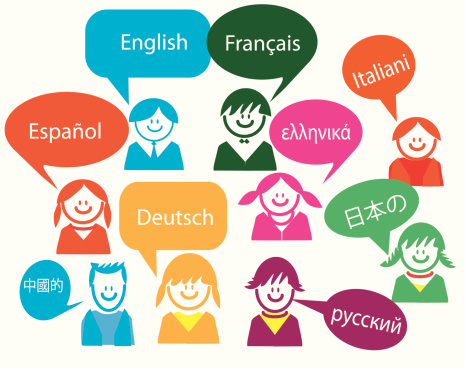 English
Français
Italiani
Español
ελληνικά
Deutsch
日本の
中國的
русский